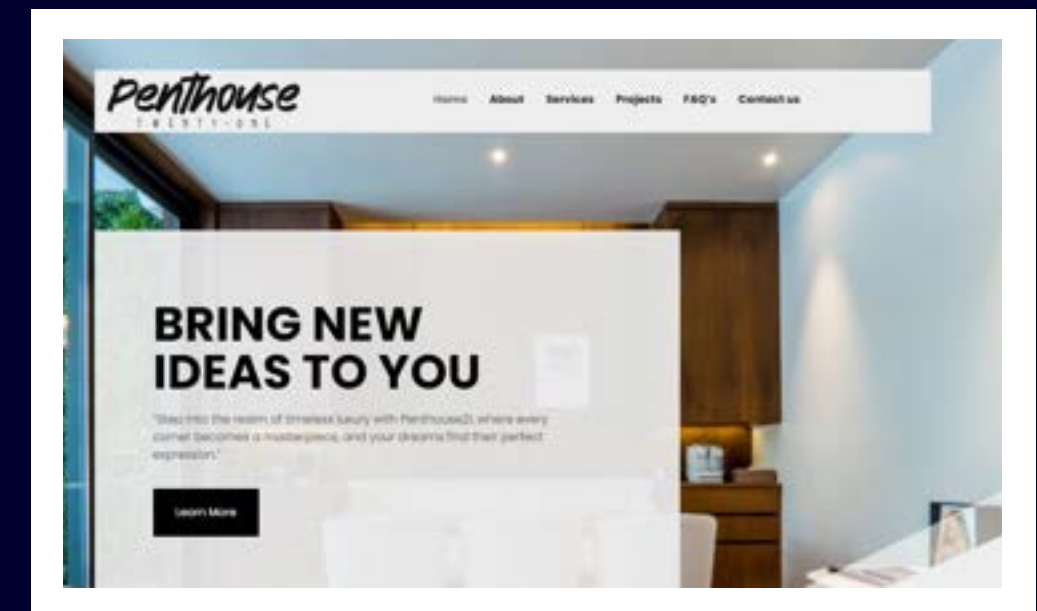 Penthouse
TWENTY-ONE
Home About Services Projects FAQ's Contact us
BRING NEW
IDEAS TO YOU
"Step into the realm of timeless luxury with Penthouse21, where every
corner becomes a masterpiece, and your dreams find their perfect
expression."
Learn More